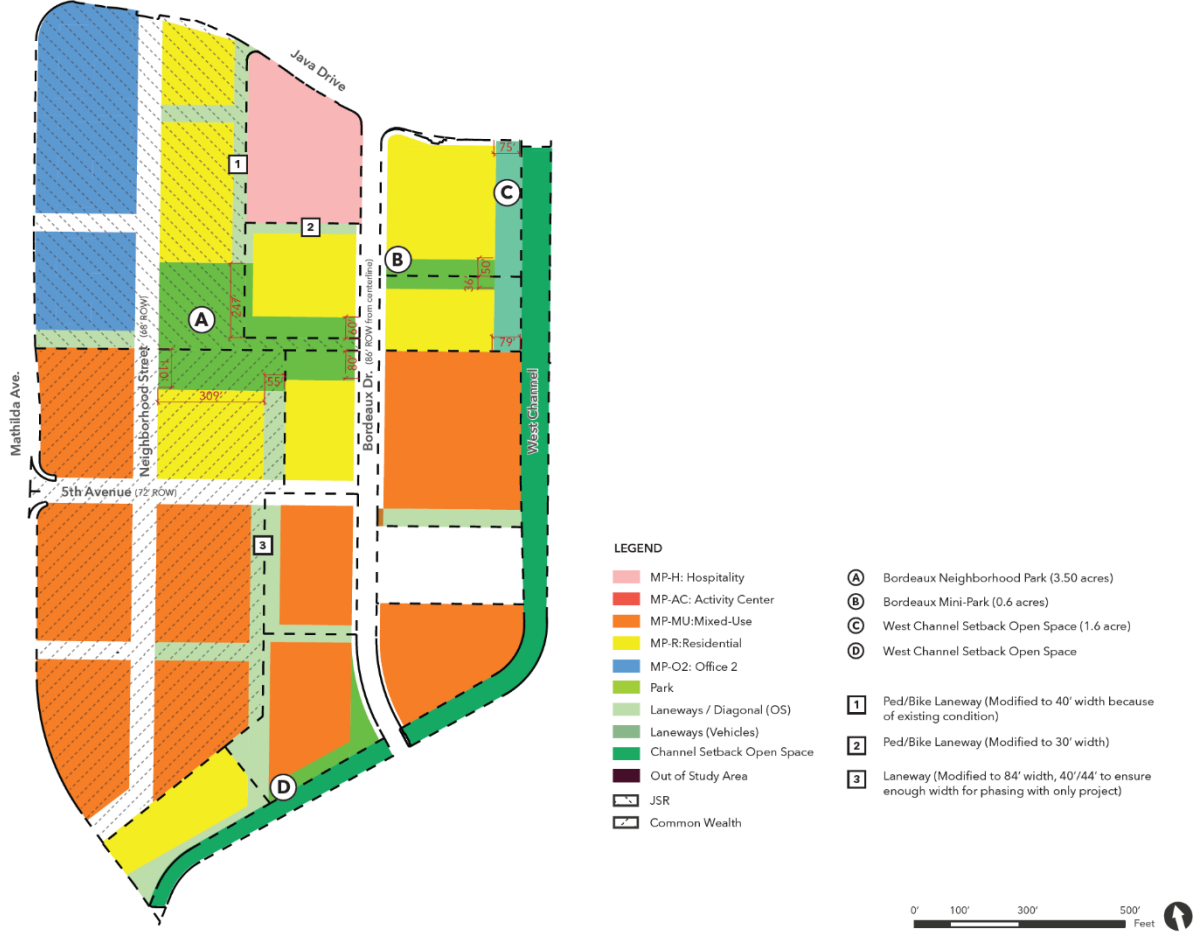 Java Drive
75'
C
1
2
B
50'
36'
A
247'
60'
79'
80'
110'
55'
309'
Mathilda Ave.
Neighborhood Street (68' ROW)
Bordeaux Dr. (86' ROW from centerline)
West Channel
5th Avenue (72' ROW)
3
D
LEGEND
MP-H: Hospitality
MP-AC: Activity Center
MP-MU:Mixed-Use
MP-R:Residential
MP-O2: Office 2
Park
Laneways / Diagonal (OS)
Laneways (Vehicles)
Channel Setback Open Space
Out of Study Area
JSR
Common Wealth
A Bordeaux Neighborhood Park (3.50 acres)
B Bordeaux Mini-Park (0.6 acres)
C West Channel Setback Open Space (1.6 acre)
D West Channel Setback Open Space
1 Ped/Bike Laneway (Modified to 40' width because
of existing condition)
2 Ped/Bike Laneway (Modified to 30' width)
3 Laneway (Modified to 84' width, 40'/44' to ensure
enough width for phasing with only project)
0' 100' 300' 500'
Feet